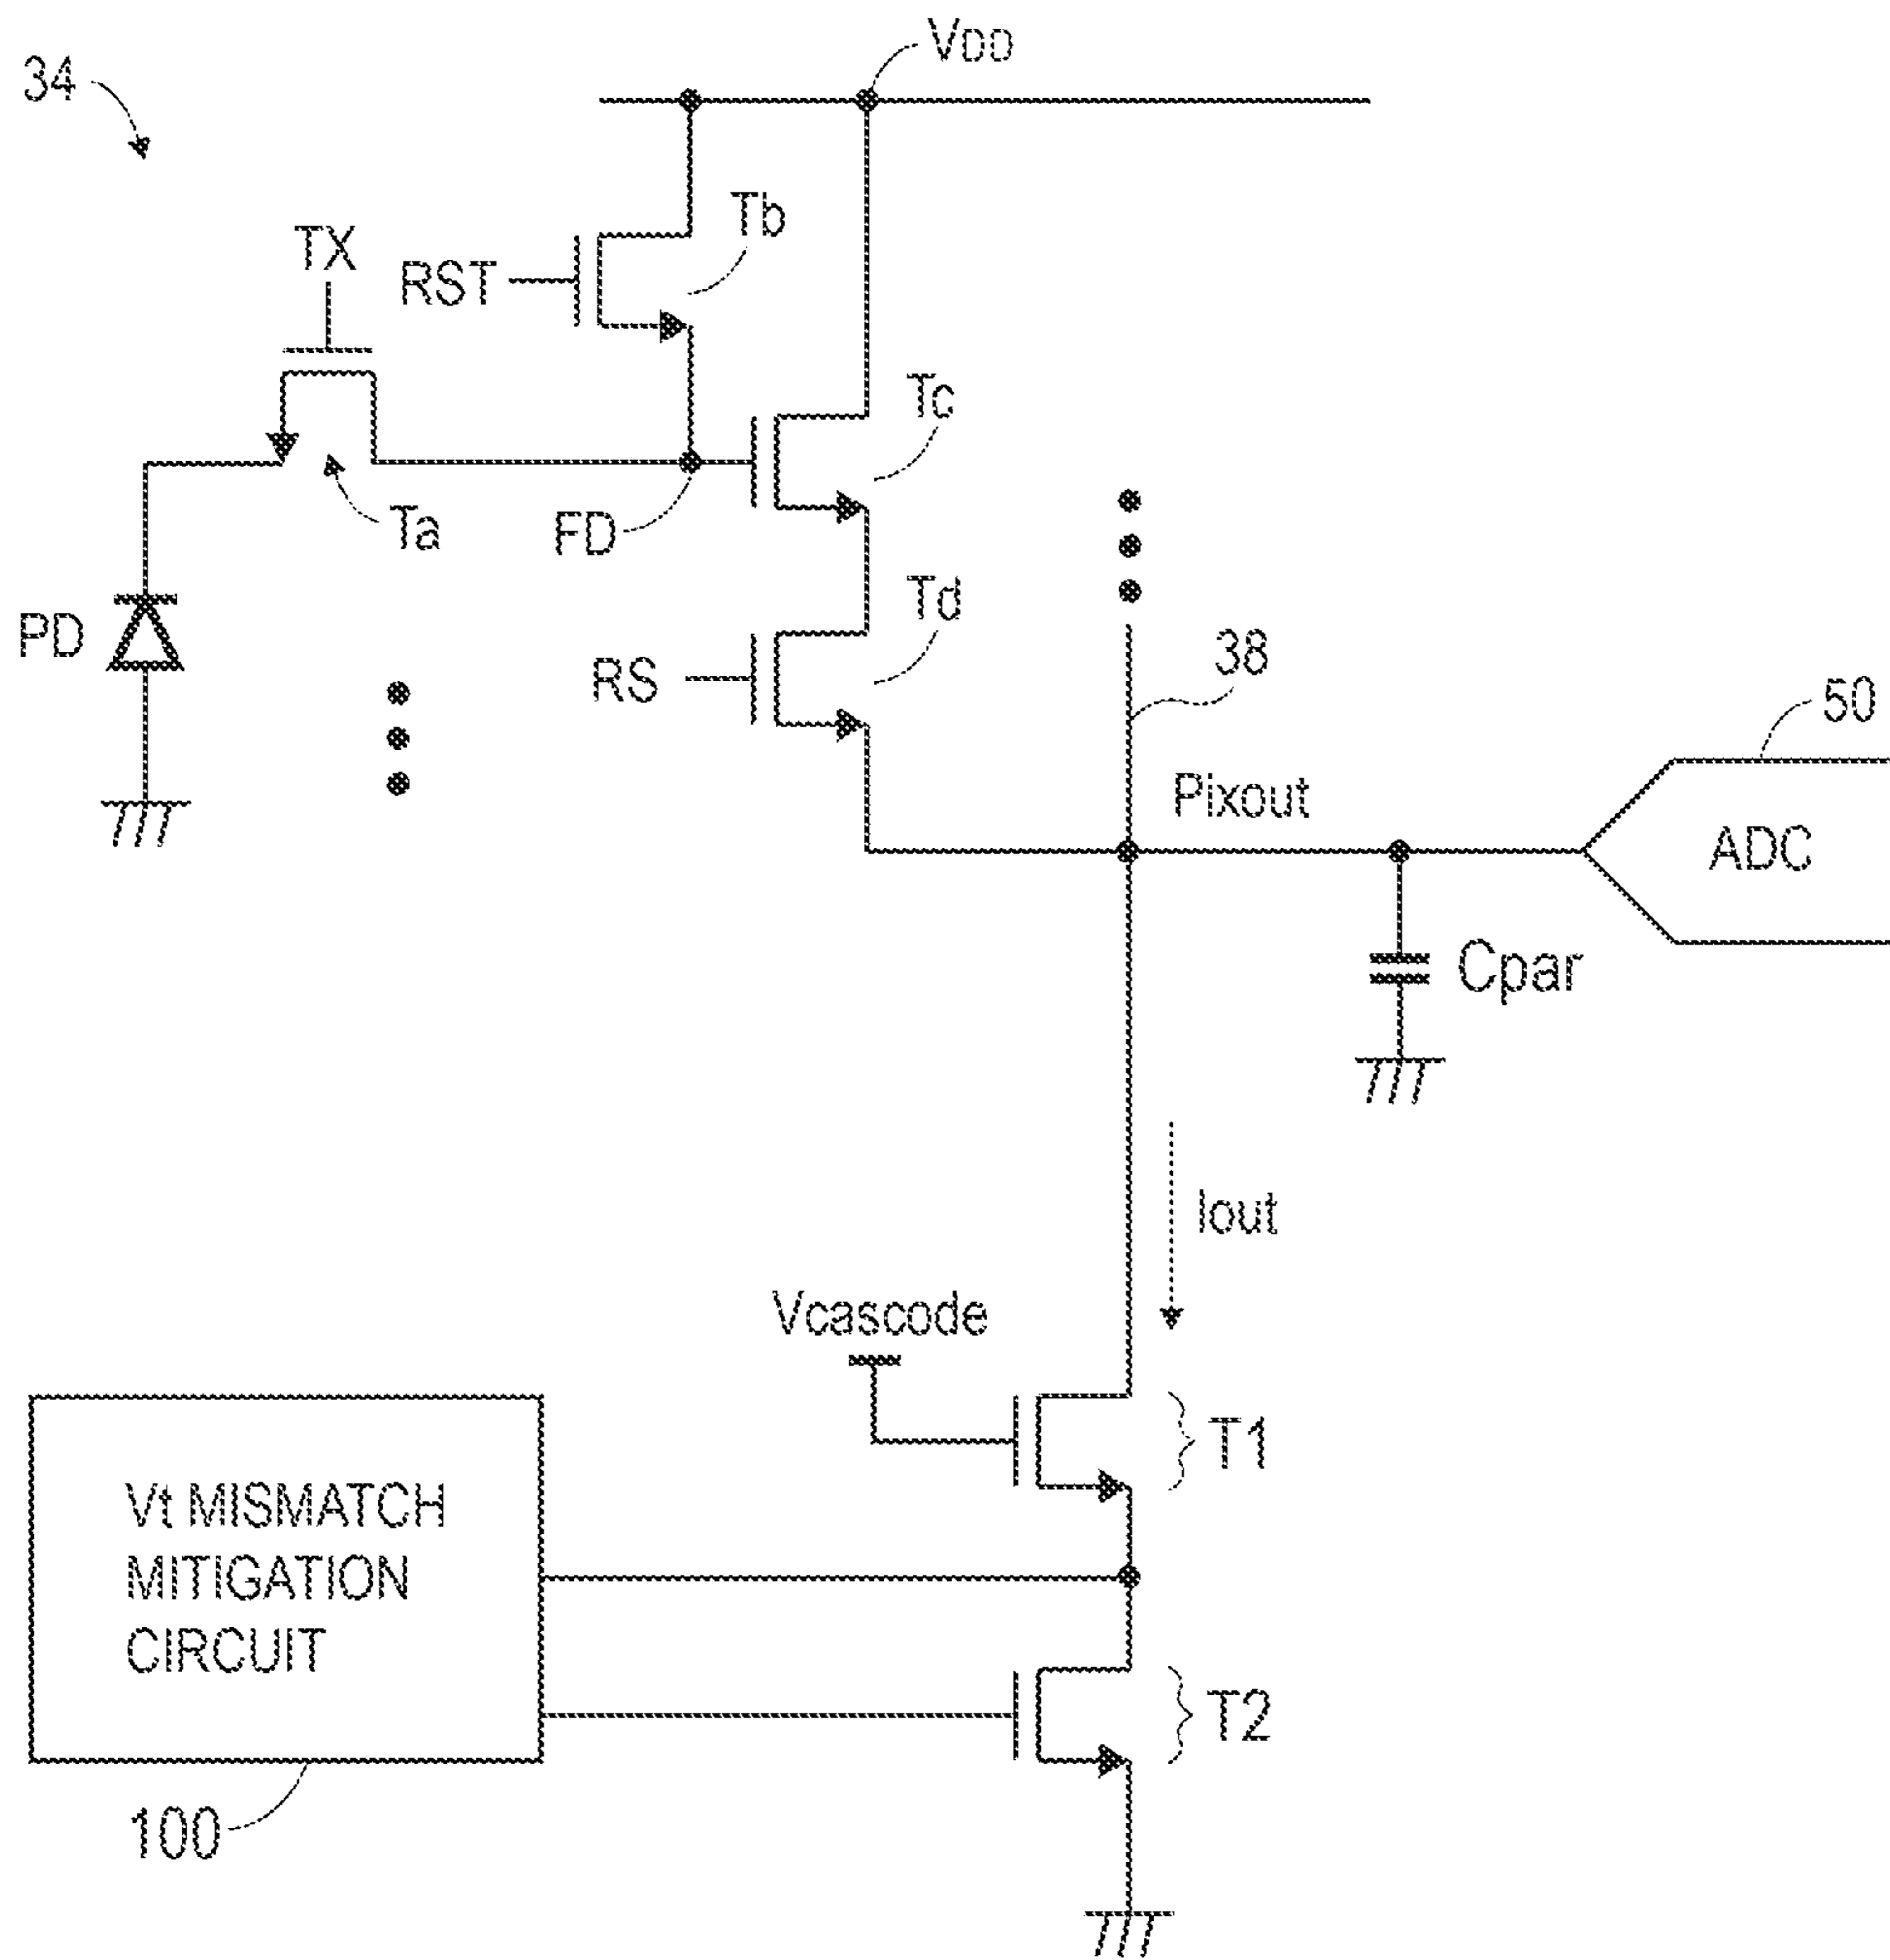 34
VDD
Tb
TX
RST
Tc
Ta
FD
Td
PD
RS
38
50
Pixout
ADC
Cpar
Iout
Vcascode
T1
Vt MISMATCH
MITIGATION
CIRCUIT
T2
100